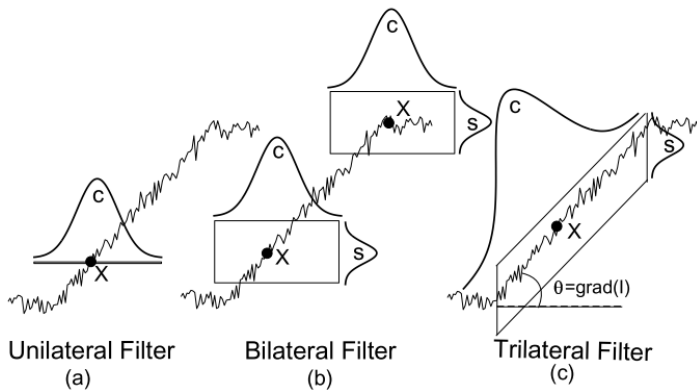 c
X
Unilateral Filter
(a)
c
X
s
c
X
s
Bilateral Filter
(b)
c
s
X
θ=grad(I)
Trilateral Filter
(c)